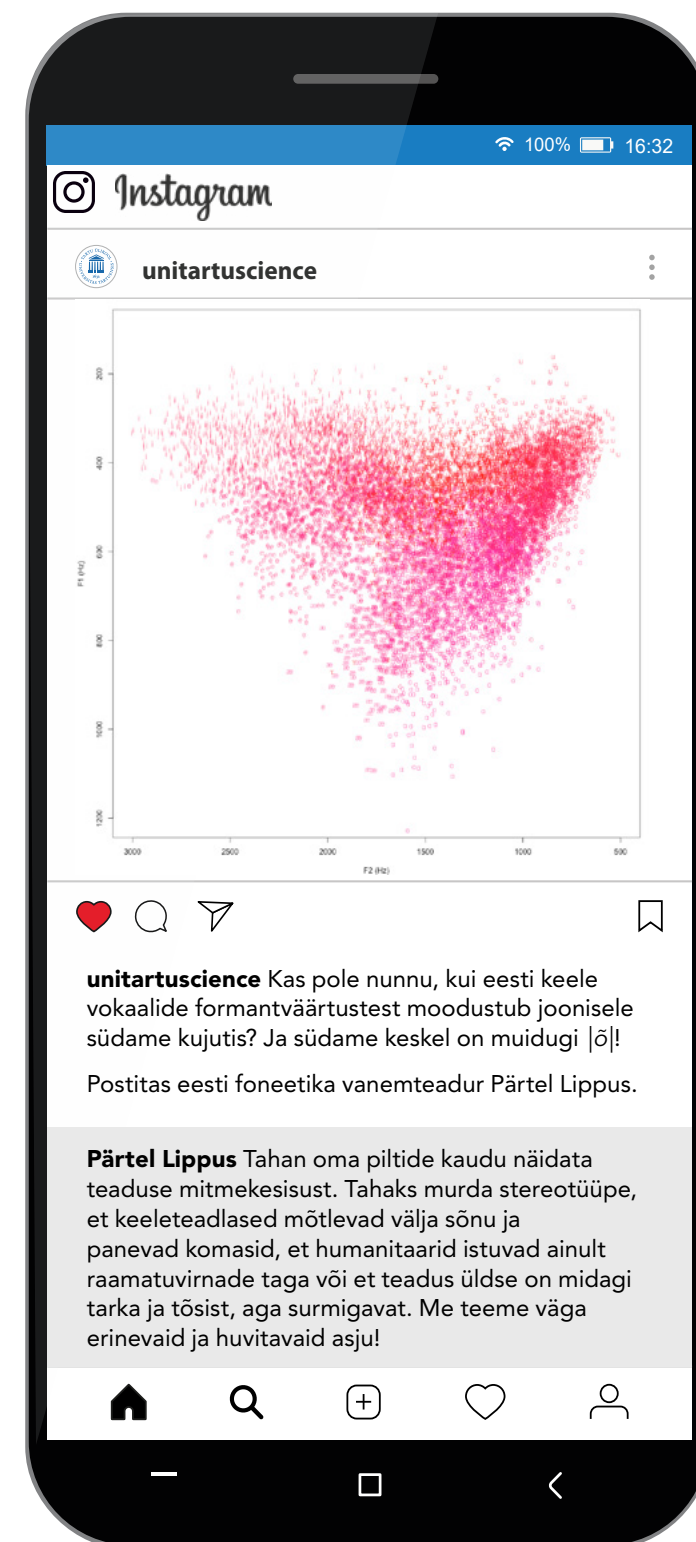 100% 16:32
Instagram
unitartuscience
200
400
600
800
1000
1200
F1 (Hz)
3000 2500 2000 1500 1000 500
F2 (Hz)
unitartuscience Kas pole nunnu, kui eesti keele
vokaalide formantväärtustest moodustub joonisele
südame kujutis? Ja südame keskel on muidugi |õ|!
Postitas eesti foneetika vanemteadur Pärtel Lippus.
Pärtel Lippus Tahan oma piltide kaudu näidata
teaduse mitmekesisust. Tahaks murda stereotüüpe,
et keeleteadlased mõtlevad välja sõnu ja
panevad komasid, et humanitaarid istuvad ainult
raamatuvirnade taga või et teadus üldse on midagi
tarka ja tõsist, aga surmigavat. Me teeme väga
erinevaid ja huvitavaid asju!